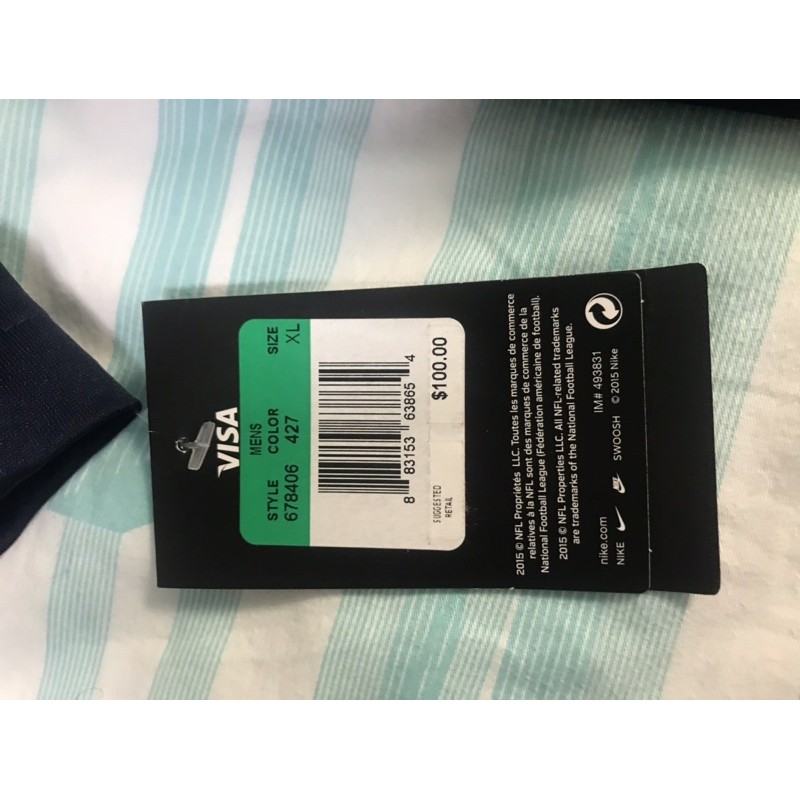 VISA
MENS
STYLE COLOR SIZE
678406 427 XL
8 83153 63865 4
SUGGESTED
RETAIL
$100.00
2015 © NFL Propriétés LLC. Toutes les marques de commerce
relatives à la NFL sont des marques de commerce de la
National Football League (Fédération américaine de football).
2015 © NFL Properties LLC. All NFL-related trademarks
are trademarks of the National Football League.
nike.com IM# 493831
NIKE SWOOSH © 2015 Nike